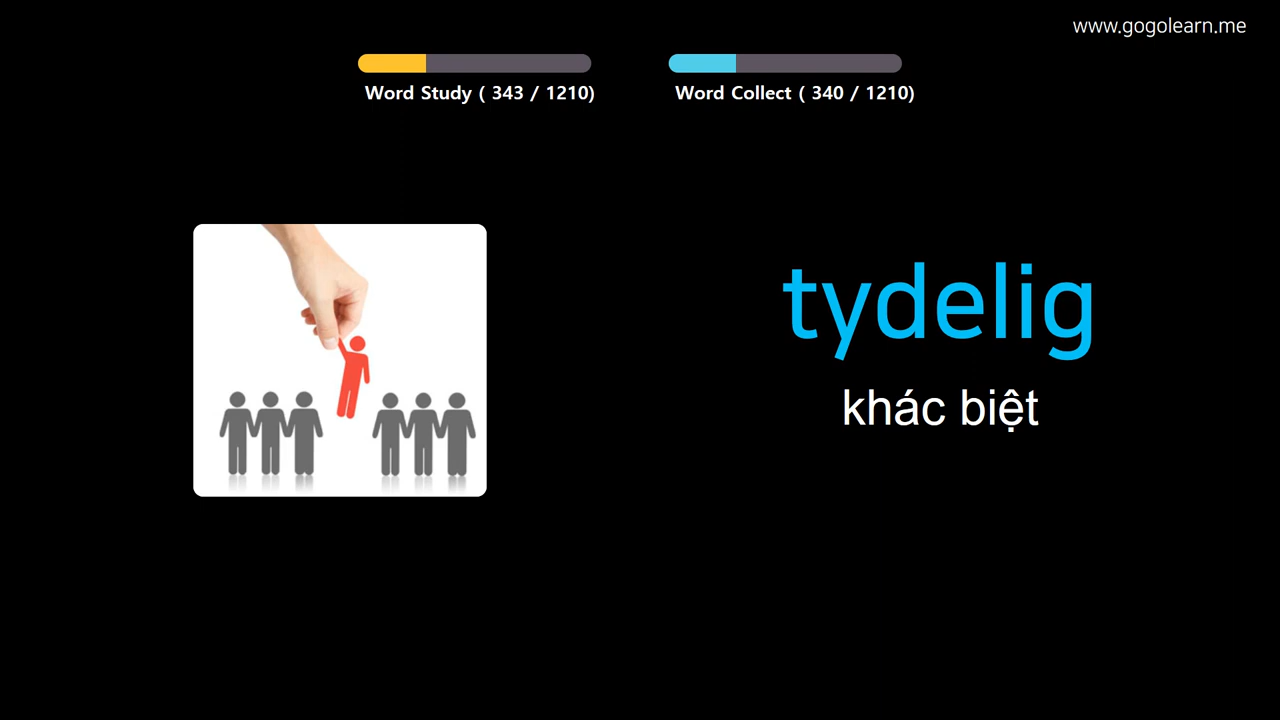 www.gogolearn.me
Word Study ( 343 / 1210)
Word Collect ( 340 / 1210)
tydelig
khác biệt